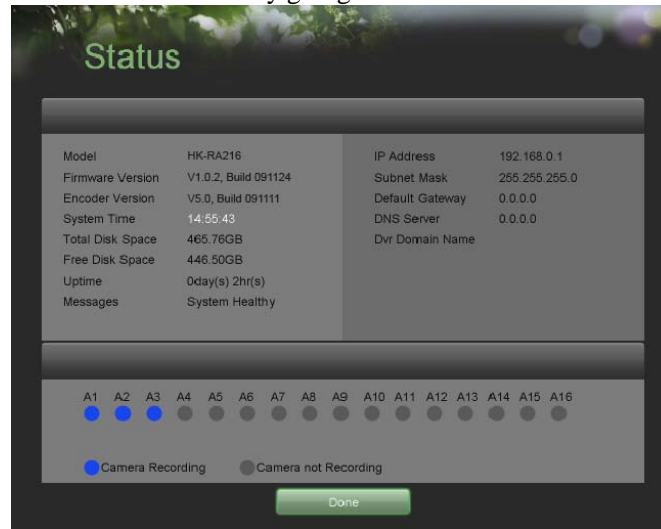 Status
Model HK-RA216
Firmware Version V1.0.2, Build 091124
Encoder Version V5.0, Build 091111
System Time 14:55:43
Total Disk Space 465.76GB
Free Disk Space 446.50GB
Uptime 0day(s) 2hr(s)
Messages System Healthy
IP Address 192.168.0.1
Subnet Mask 255.255.255.0
Default Gateway 0.0.0.0
DNS Server 0.0.0.0
Dvr Domain Name
A1 A2 A3 A4 A5 A6 A7 A8 A9 A10 A11 A12 A13 A14 A15 A16
Camera Recording Camera not Recording
Done